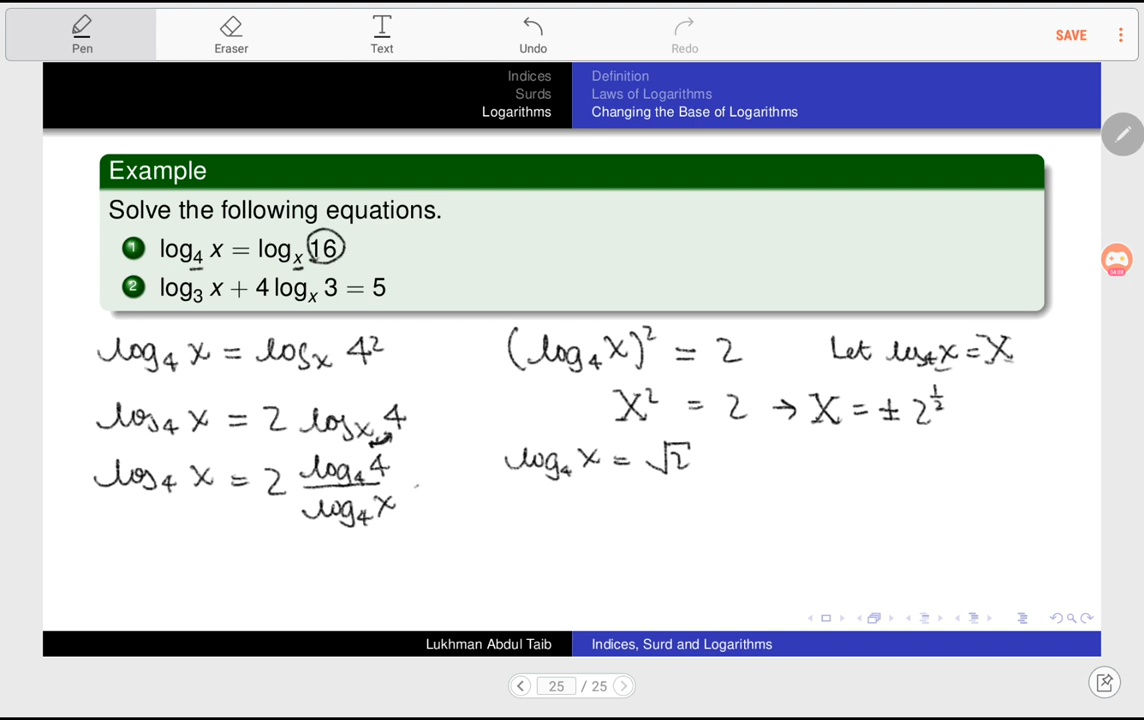 Pen
Eraser
Text
Undo
Redo
SAVE
Indices
Surds
Logarithms
Definition
Laws of Logarithms
Changing the Base of Logarithms
Example
Solve the following equations.
1 log₄ x = logₓ 16
2 log₃ x + 4 logₓ 3 = 5
log₄ x = logₓ 4²
log₄ x = 2 logₓ 4
log₄ x = 2 log₄ 4 / log₄ x
(log₄ x)² = 2
Let log₄ x = X
X² = 2 → X = ± 2^½
log₄ x = √2
Lukhman Abdul Taib
Indices, Surd and Logarithms
25 / 25